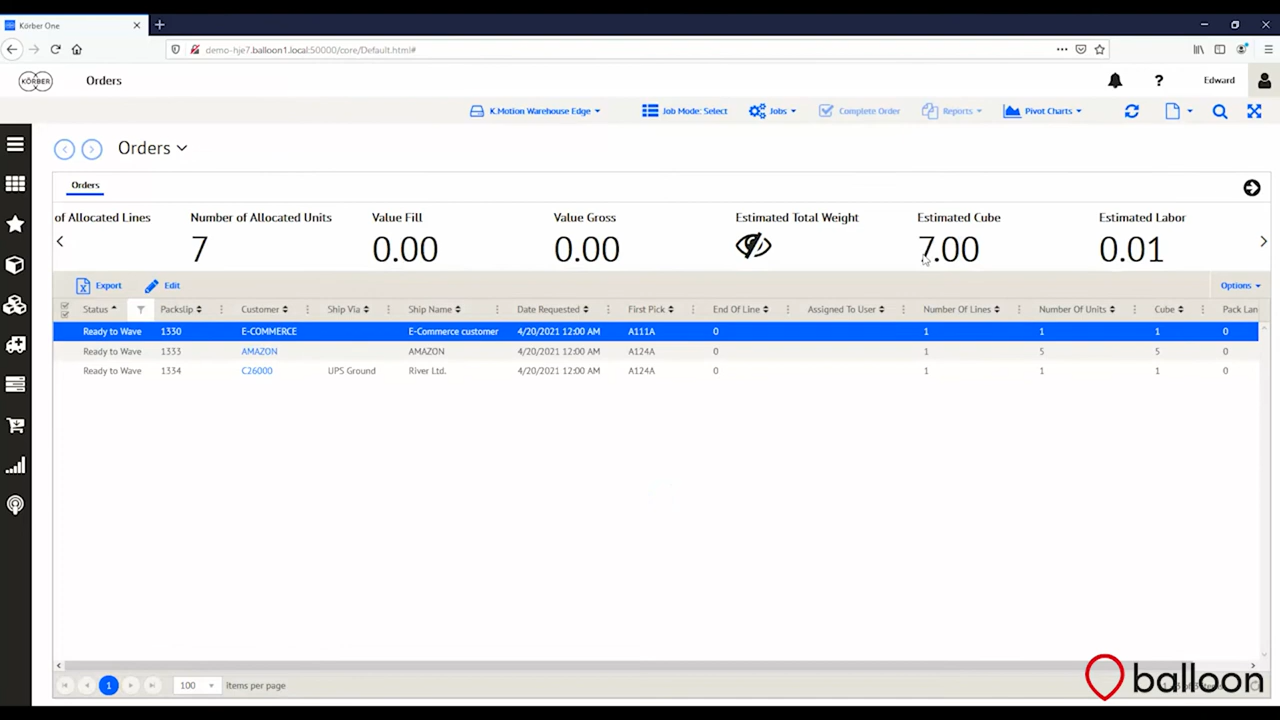 Körber One
demo-hje7.balloon1.local:50000/core/Default.html#
KÖRBER
Orders
?
Edward
K.Motion Warehouse Edge
Job Mode: Select
Jobs
Complete Order
Reports
Pivot Charts
Orders
Orders
of Allocated Lines Number of Allocated Units Value Fill Value Gross Estimated Total Weight Estimated Cube Estimated Labor
7 0.00 0.00 7.00 0.01
Export Edit Options
Status Packslip Customer Ship Via Ship Name Date Requested First Pick End Of Line Assigned To User Number Of Lines Number Of Units Cube Pack Lan
Ready to Wave 1330 E-COMMERCE E-Commerce customer 4/20/2021 12:00 AM A111A 0 1 1 1 0
Ready to Wave 1333 AMAZON AMAZON 4/20/2021 12:00 AM A124A 0 1 5 5 0
Ready to Wave 1334 C26000 UPS Ground River Ltd. 4/20/2021 12:00 AM A124A 0 1 1 1 0
1 100 items per page
balloon